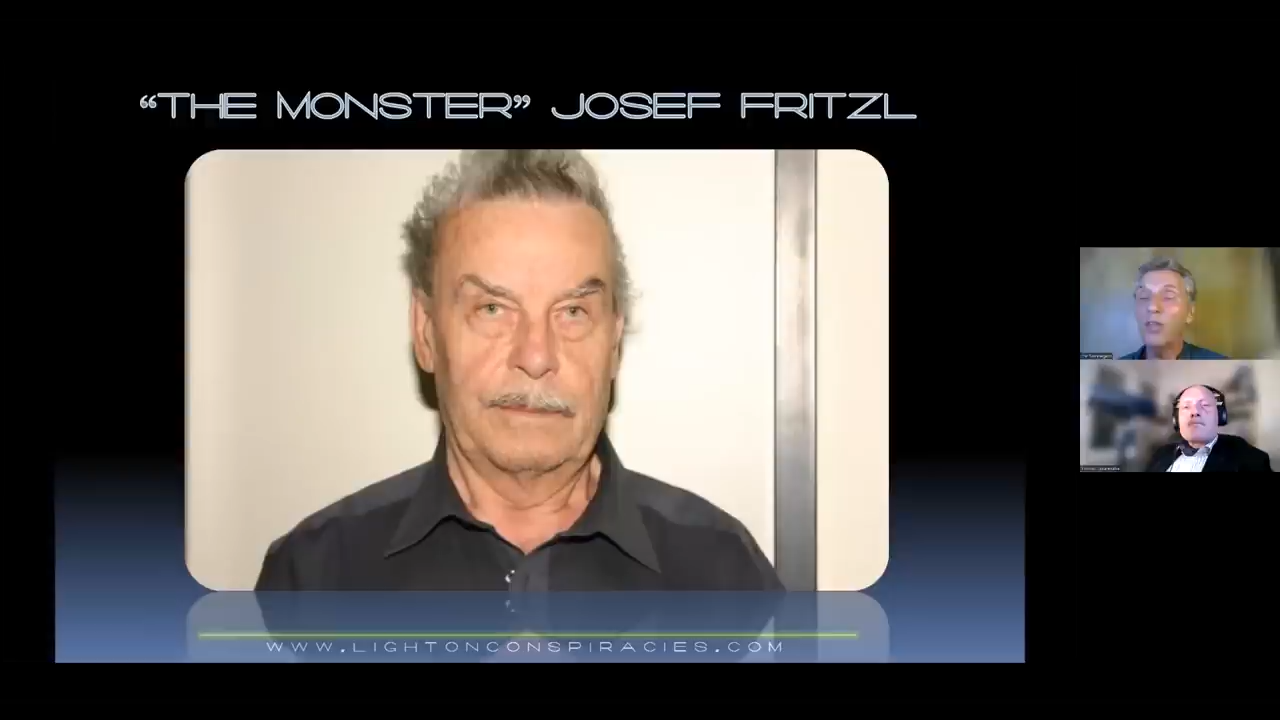 “THE MONSTER” JOSEF FRITZL
WWW.LIGHTONCONSPIRACIES.COM